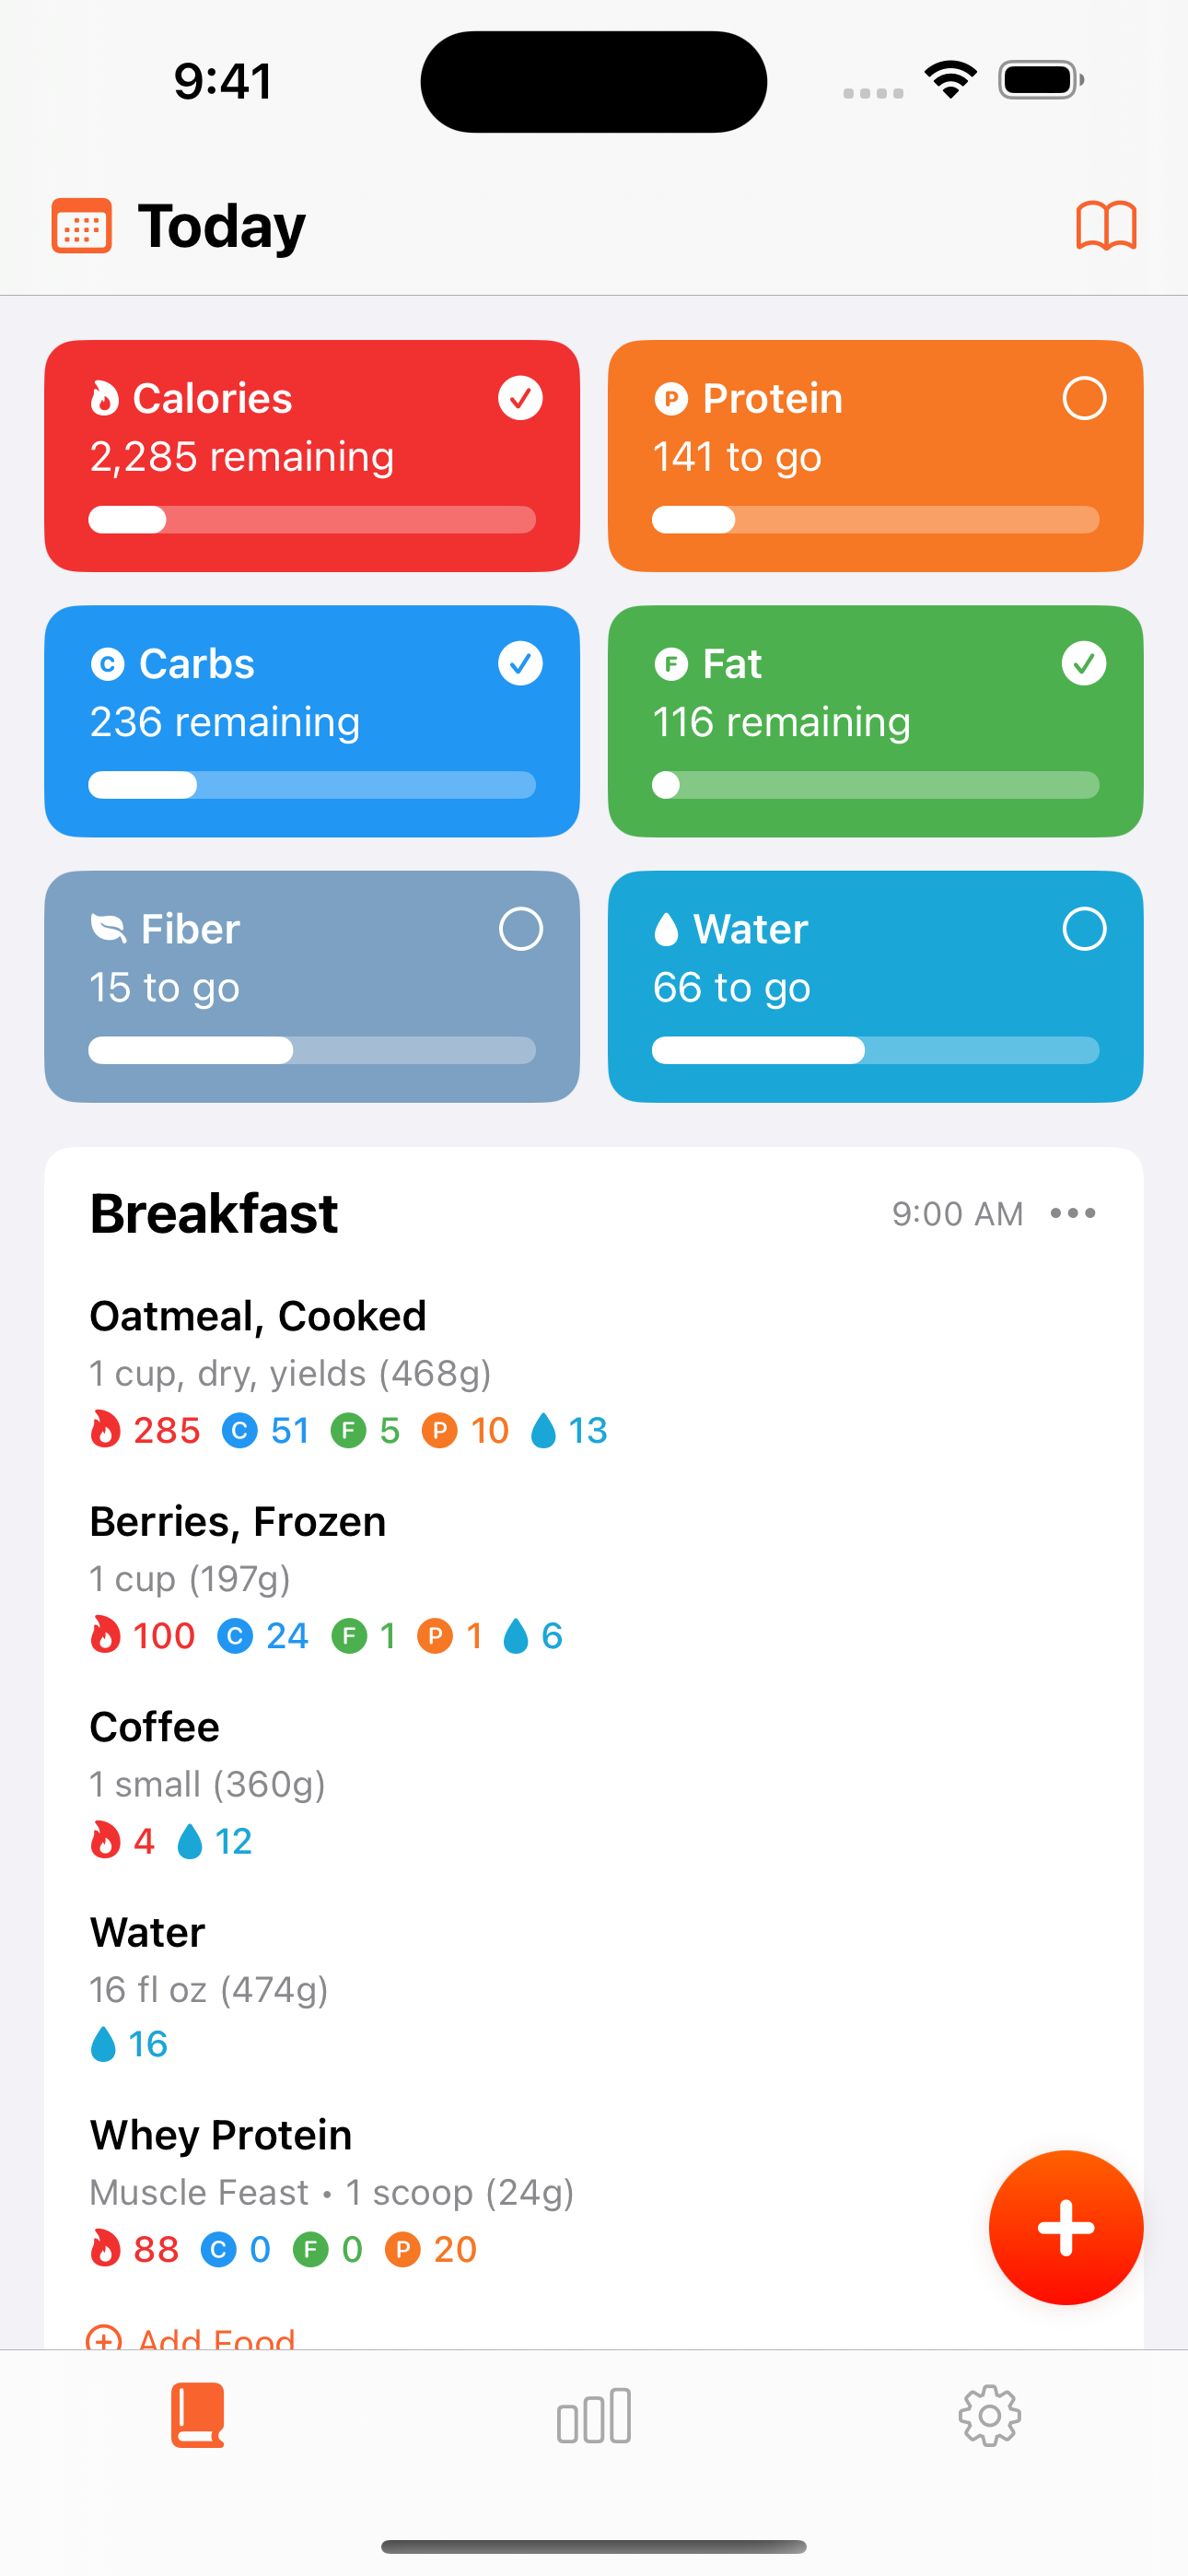 9:41
Today
Calories
2,285 remaining
P Protein
141 to go
C Carbs
236 remaining
F Fat
116 remaining
Fiber
15 to go
Water
66 to go
Breakfast 9:00 AM
Oatmeal, Cooked
1 cup, dry, yields (468g)
285 C 51 F 5 P 10 13
Berries, Frozen
1 cup (197g)
100 C 24 F 1 P 1 6
Coffee
1 small (360g)
4 12
Water
16 fl oz (474g)
16
Whey Protein
Muscle Feast • 1 scoop (24g)
88 C 0 F 0 P 20
Add Food